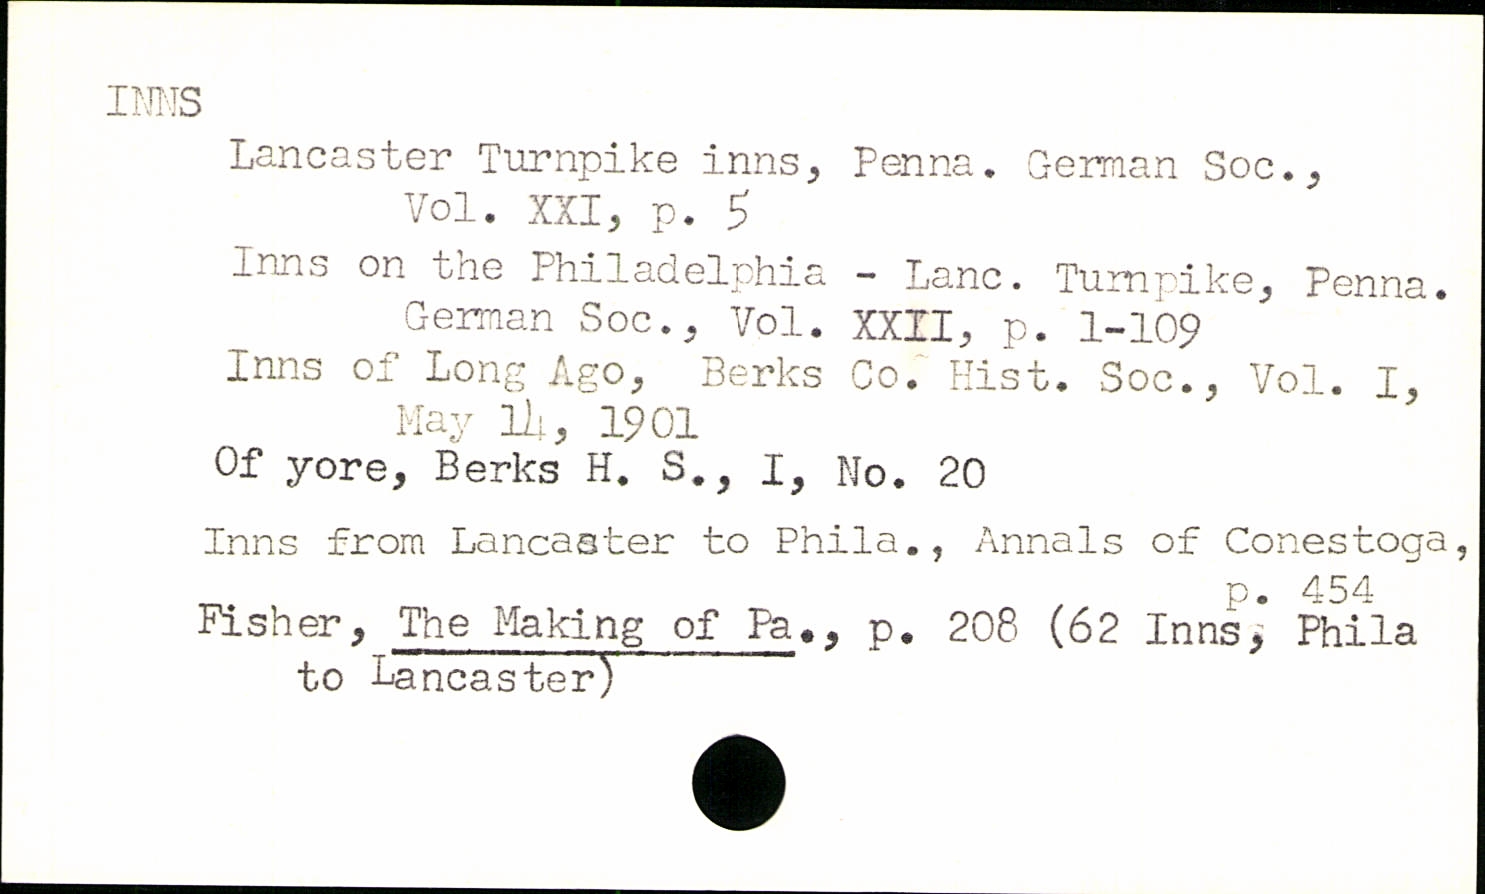 INNS
Lancaster Turnpike inns, Penna. German Soc.,
Vol. XXI, p. 5
Inns on the Philadelphia - Lanc. Turnpike, Penna.
German Soc., Vol. XXII, p. 1-109
Inns of Long Ago, Berks Co. Hist. Soc., Vol. I,
May 14, 1901
Of yore, Berks H. S., I, No. 20
Inns from Lancaster to Phila., Annals of Conestoga,
p. 454
Fisher, The Making of Pa., p. 208 (62 Inns, Phila
to Lancaster)